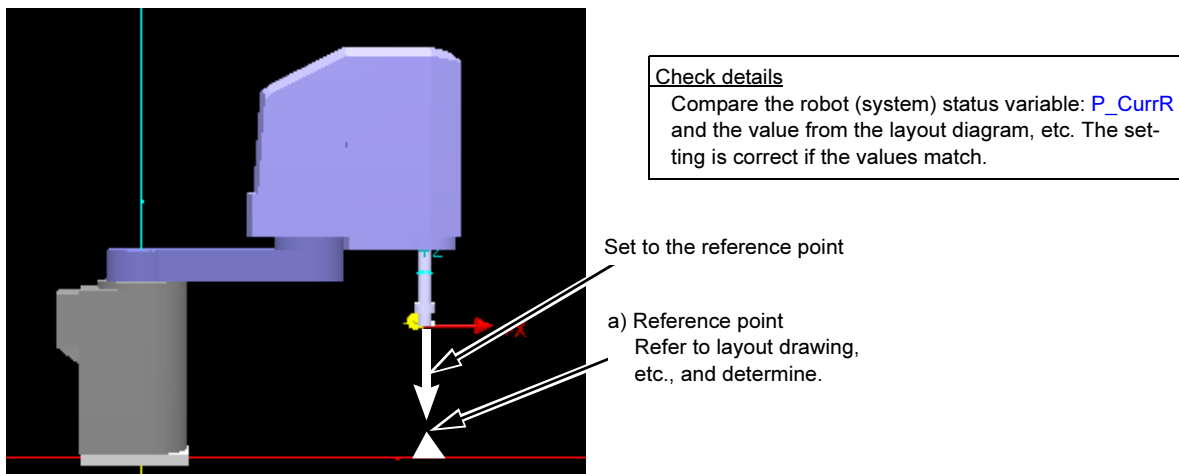 Check details
Compare the robot (system) status variable: P_CurrR
and the value from the layout diagram, etc. The set-
ting is correct if the values match.
Z
Set to the reference point
X
a) Reference point
Refer to layout drawing,
etc., and determine.